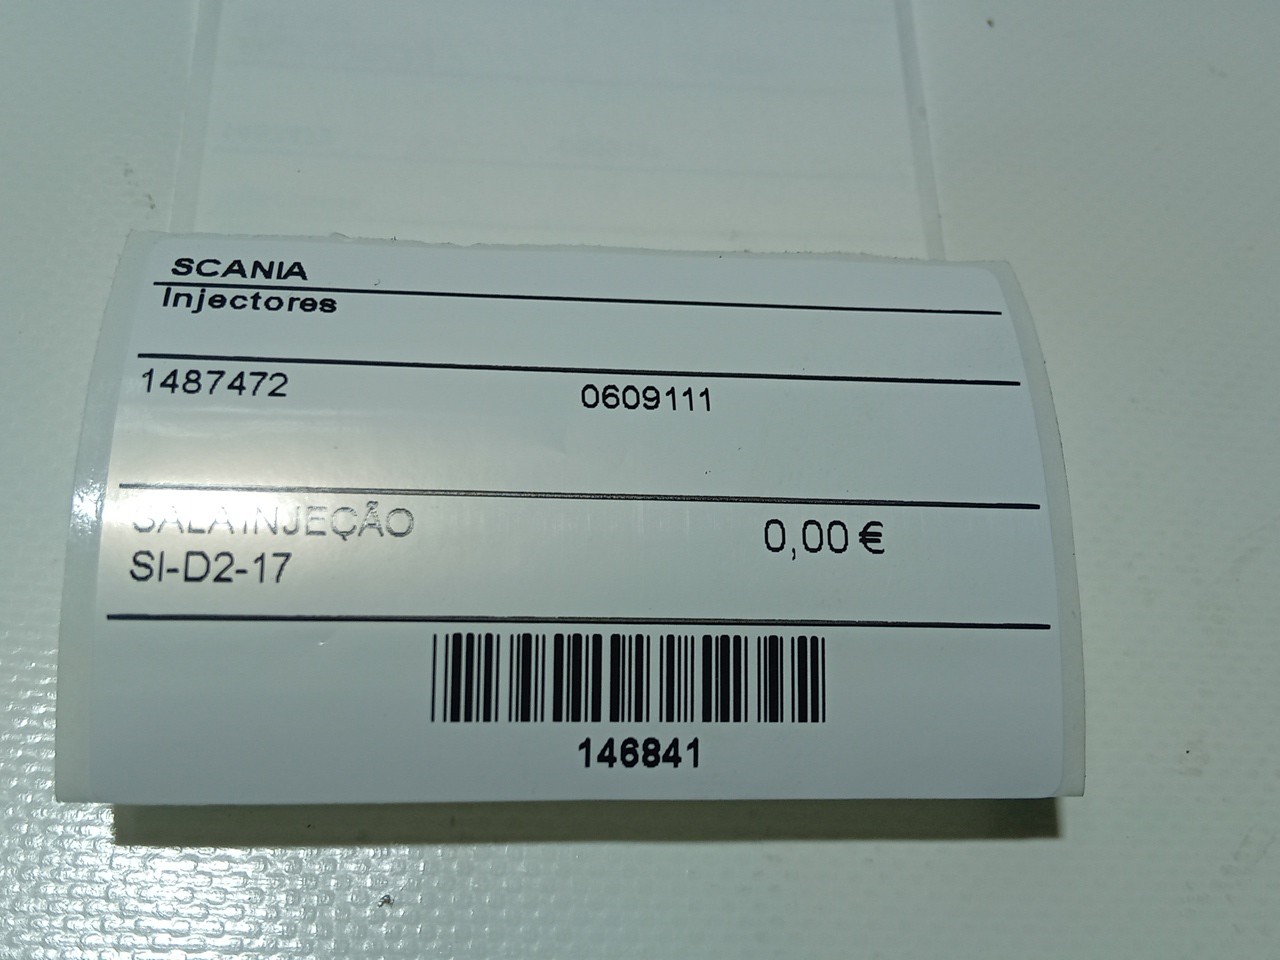 SCANIA
Injectores
1487472 0609111
SALA INJEÇÃO 0,00 €
SI-D2-17
146841